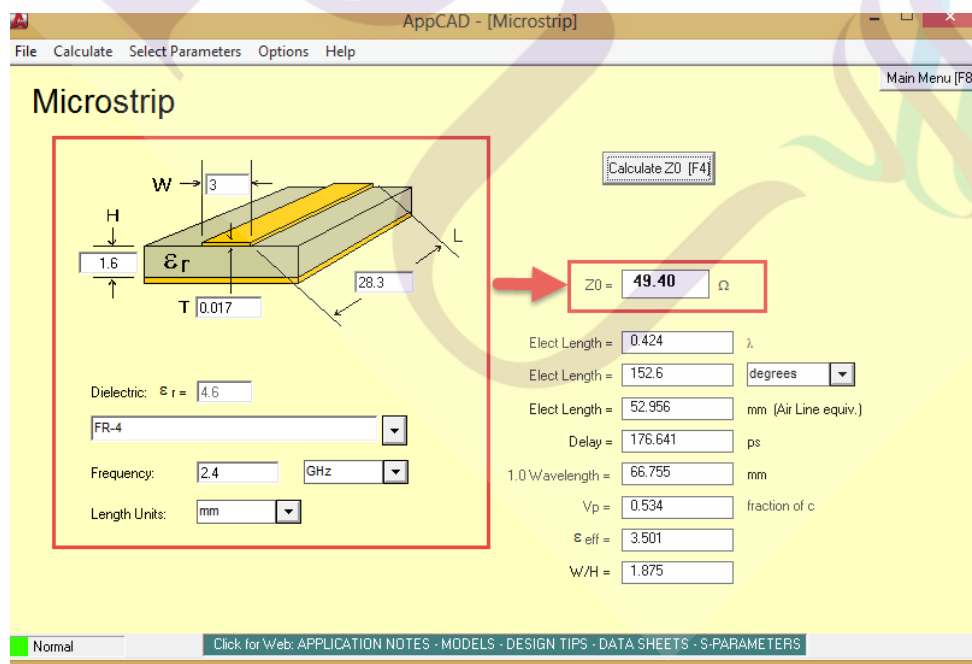 AppCAD - [Microstrip]
File Calculate Select Parameters Options Help
Main Menu [F8
Microstrip
Calculate Z0 [F4]
W 3
H
L
1.6 εr
28.3
T 0.017
Z0 = 49.40 Ω
Elect Length = 0.424 λ
Elect Length = 152.6 degrees
Dielectric: ε r = 4.6
Elect Length = 52.956 mm (Air Line equiv.)
FR-4
Delay = 176.641 ps
Frequency: 2.4 GHz
1.0 Wavelength = 66.755 mm
Length Units: mm
Vp = 0.534 fraction of c
ε eff = 3.501
W/H = 1.875
Normal
Click for Web: APPLICATION NOTES - MODELS - DESIGN TIPS - DATA SHEETS - S-PARAMETERS